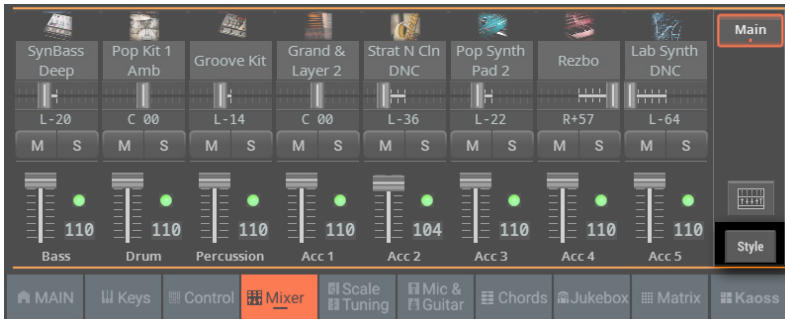 SynBass Deep Pop Kit 1 Amb Groove Kit Grand & Layer 2 Strat N Cln DNC Pop Synth Pad 2 Rezbo Lab Synth DNC Main
L-20 C 00 L-14 C 00 L-36 L-22 R+57 L-64
M S M S M S M S M S M S M S M S
110 110 110 110 104 110 110 110
Bass Drum Percussion Acc 1 Acc 2 Acc 3 Acc 4 Acc 5 Style
MAIN Keys Control Mixer Scale Tuning Mic & Guitar Chords Jukebox Matrix Kaoss